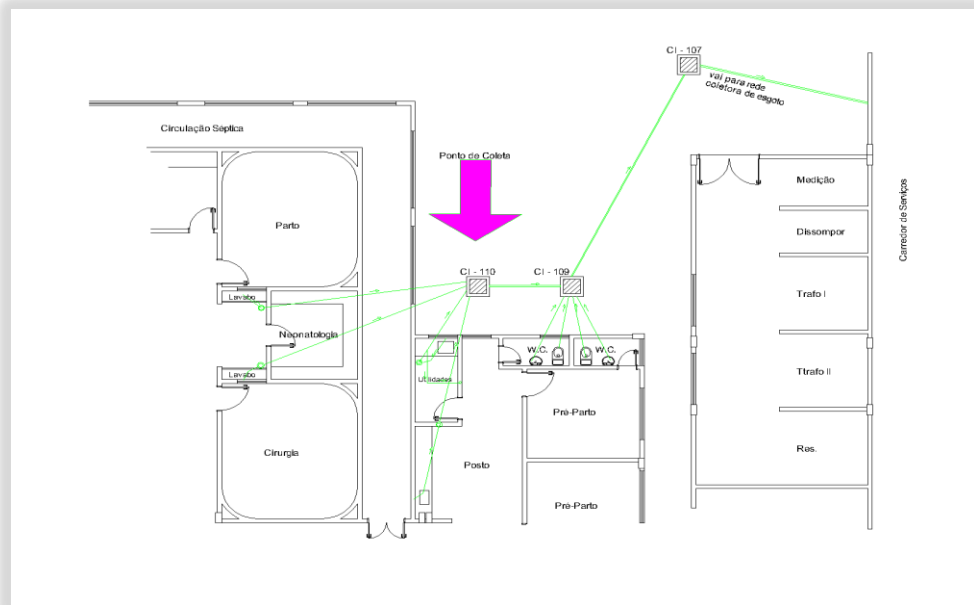 CI - 107
vai para rede
coletora de esgoto
Circulação Séptica
Ponto de Coleta
Medição
Parto
Dissompor
Corredor de Serviços
CI - 110
CI - 109
Trafo I
Lavabo
Neonatologia
W.C.
W.C.
Lavabo
Utilidades
Ttrafo II
Pré-Parto
Cirurgia
Posto
Res.
Pré-Parto